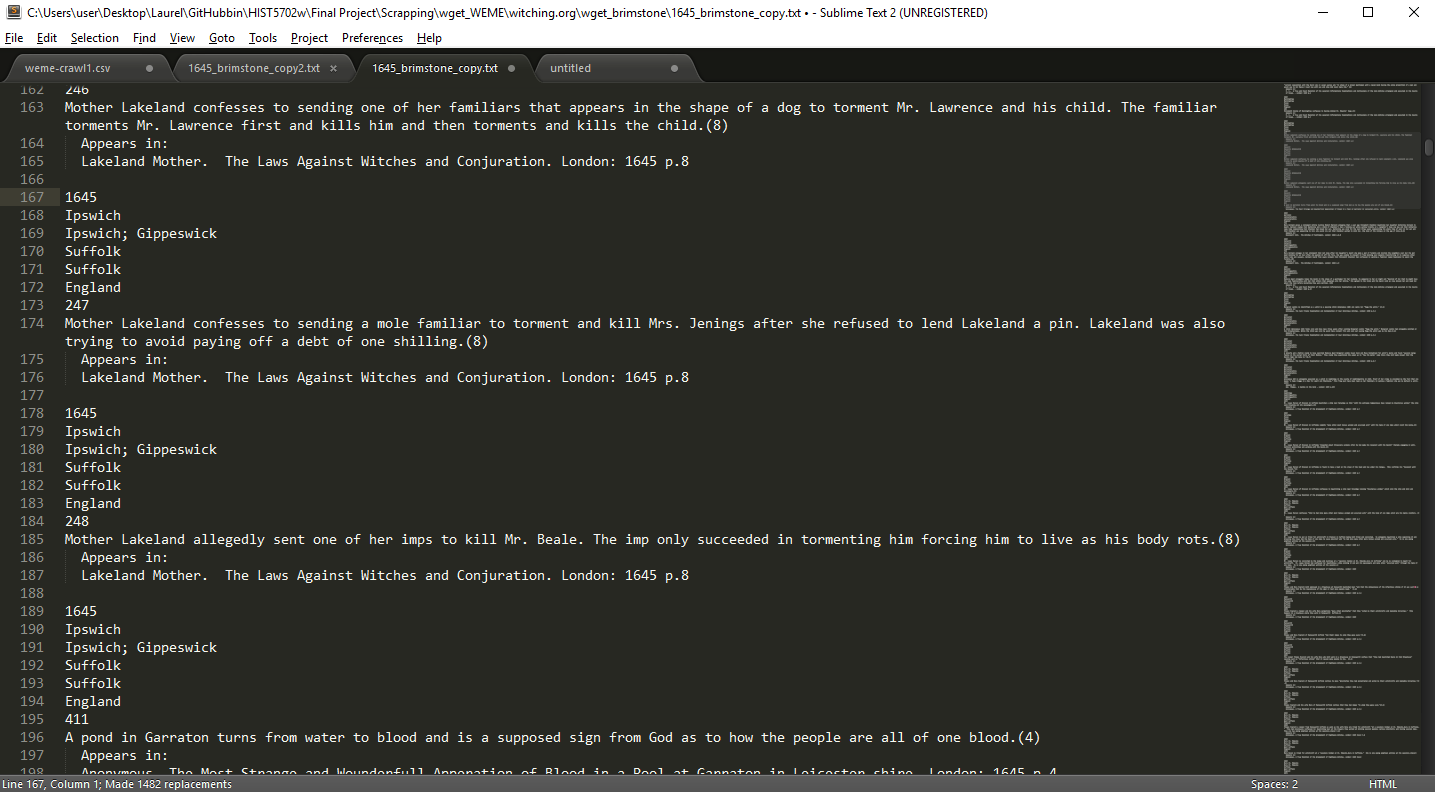 C:\Users\user\Desktop\Laurel\GitHubbin\HIST5702w\Final Project\Scrapping\wget_WEME\witching.org\wget_brimstone\1645_brimstone_copy.txt • - Sublime Text 2 (UNREGISTERED)
File Edit Selection Find View Goto Tools Project Preferences Help
weme-crawl1.csv 1645_brimstone_copy2.txt 1645_brimstone_copy.txt untitled
162 246
163 Mother Lakeland confesses to sending one of her familiars that appears in the shape of a dog to torment Mr. Lawrence and his child. The familiar
torments Mr. Lawrence first and kills him and then torments and kills the child.(8)
164 Appears in:
165 Lakeland Mother.  The Laws Against Witches and Conjuration. London: 1645 p.8
166
167 1645
168 Ipswich
169 Ipswich; Gippeswick
170 Suffolk
171 Suffolk
172 England
173 247
174 Mother Lakeland confesses to sending a mole familiar to torment and kill Mrs. Jenings after she refused to lend Lakeland a pin. Lakeland was also
trying to avoid paying off a debt of one shilling.(8)
175 Appears in:
176 Lakeland Mother.  The Laws Against Witches and Conjuration. London: 1645 p.8
177
178 1645
179 Ipswich
180 Ipswich; Gippeswick
181 Suffolk
182 Suffolk
183 England
184 248
185 Mother Lakeland allegedly sent one of her imps to kill Mr. Beale. The imp only succeeded in tormenting him forcing him to live as his body rots.(8)
186 Appears in:
187 Lakeland Mother.  The Laws Against Witches and Conjuration. London: 1645 p.8
188
189 1645
190 Ipswich
191 Ipswich; Gippeswick
192 Suffolk
193 Suffolk
194 England
195 411
196 A pond in Garraton turns from water to blood and is a supposed sign from God as to how the people are all of one blood.(4)
197 Appears in:
198 Anonymous. The Most Strange and Wounderfull Apperation of Blood in a Pool at Garraton in Leicester-shire. London: 1645 p.4
Line 167, Column 1; Made 1482 replacements Spaces: 2 HTML